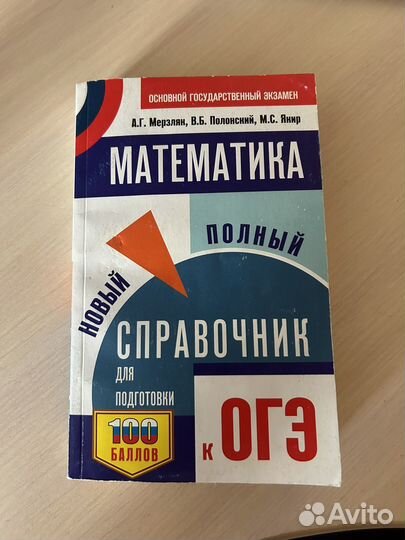 ОСНОВНОЙ ГОСУДАРСТВЕННЫЙ ЭКЗАМЕН
А.Г. Мерзляк, В.Б. Полонский, М.С. Якир
МАТЕМАТИКА
НОВЫЙ
ПОЛНЫЙ
СПРАВОЧНИК
ДЛЯ
ПОДГОТОВКИ
100
БАЛЛОВ
К ОГЭ
Avito